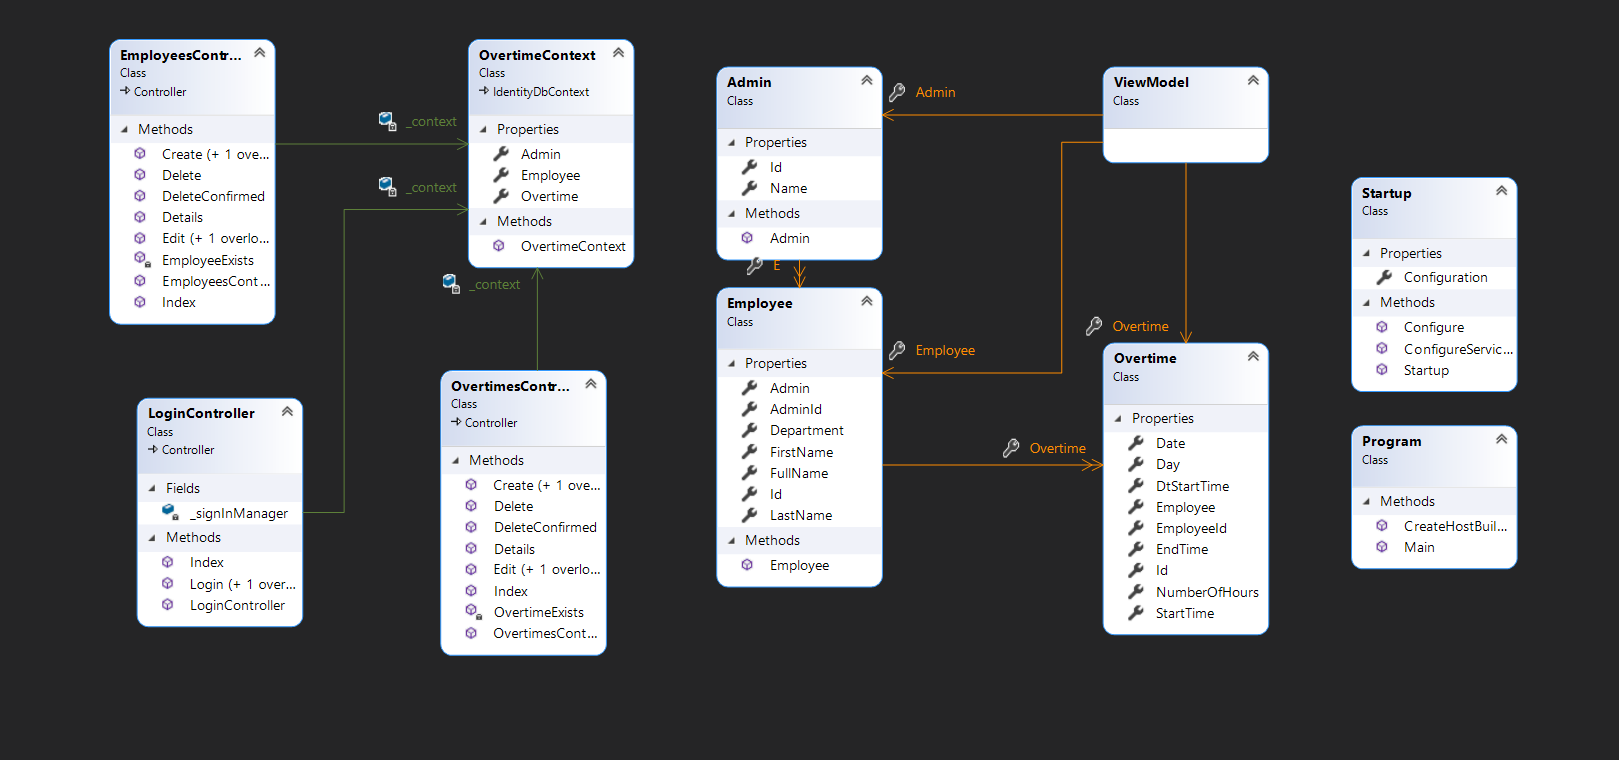 EmployeesContr...
Class
Controller
Methods
Create (+ 1 ove...
Delete
DeleteConfirmed
Details
Edit (+ 1 overlo...
EmployeeExists
EmployeesCont...
Index
_context
_context
_context
OvertimeContext
Class
IdentityDbContext
Properties
Admin
Employee
Overtime
Methods
OvertimeContext
LoginController
Class
Controller
Fields
_signInManager
Methods
Index
Login (+ 1 over...
LoginController
OvertimesContr...
Class
Controller
Methods
Create (+ 1 ove...
Delete
DeleteConfirmed
Details
Edit (+ 1 overlo...
Index
OvertimeExists
OvertimesCont...
Admin
Class
Properties
Id
Name
Methods
Admin
Admin
E
Employee
Class
Properties
Admin
AdminId
Department
FirstName
FullName
Id
LastName
Methods
Employee
Employee
Overtime
ViewModel
Class
Overtime
Overtime
Class
Properties
Date
Day
DtStartTime
Employee
EmployeeId
EndTime
Id
NumberOfHours
StartTime
Startup
Class
Properties
Configuration
Methods
Configure
ConfigureServic...
Startup
Program
Class
Methods
CreateHostBuil...
Main